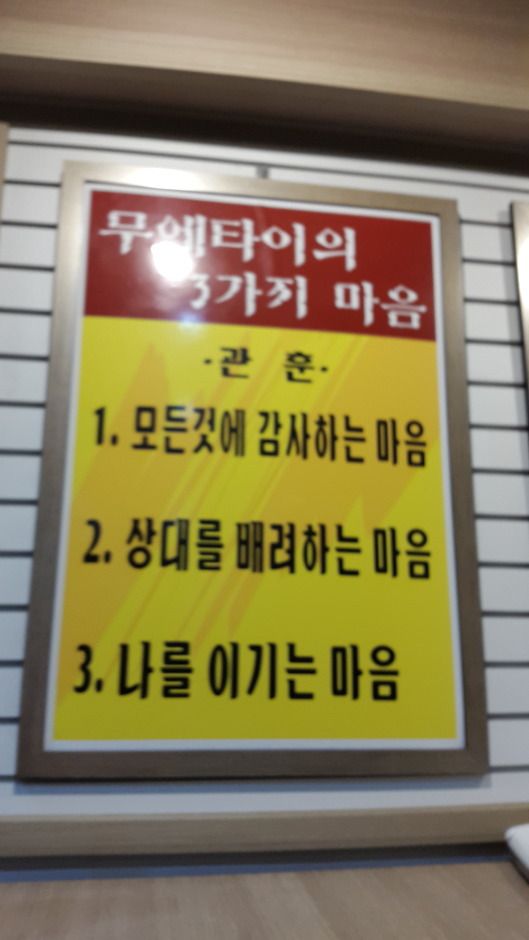 무에타이의
3가지 마음
·관 훈·
1. 모든것에 감사하는 마음
2. 상대를 배려하는 마음
3. 나를 이기는 마음